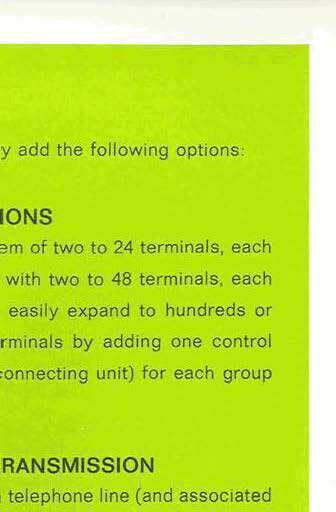 y add the following options:
IONS
em of two to 24 terminals, each
with two to 48 terminals, each
easily expand to hundreds or
rminals by adding one control
connecting unit) for each group
RANSMISSION
telephone line (and associated